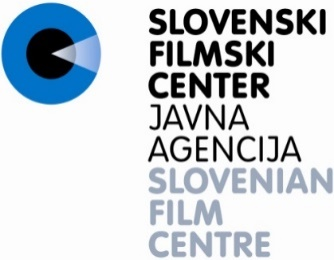 SLOVENSKI
FILMSKI
CENTER
JAVNA
AGENCIJA
SLOVENIAN
FILM
CENTRE